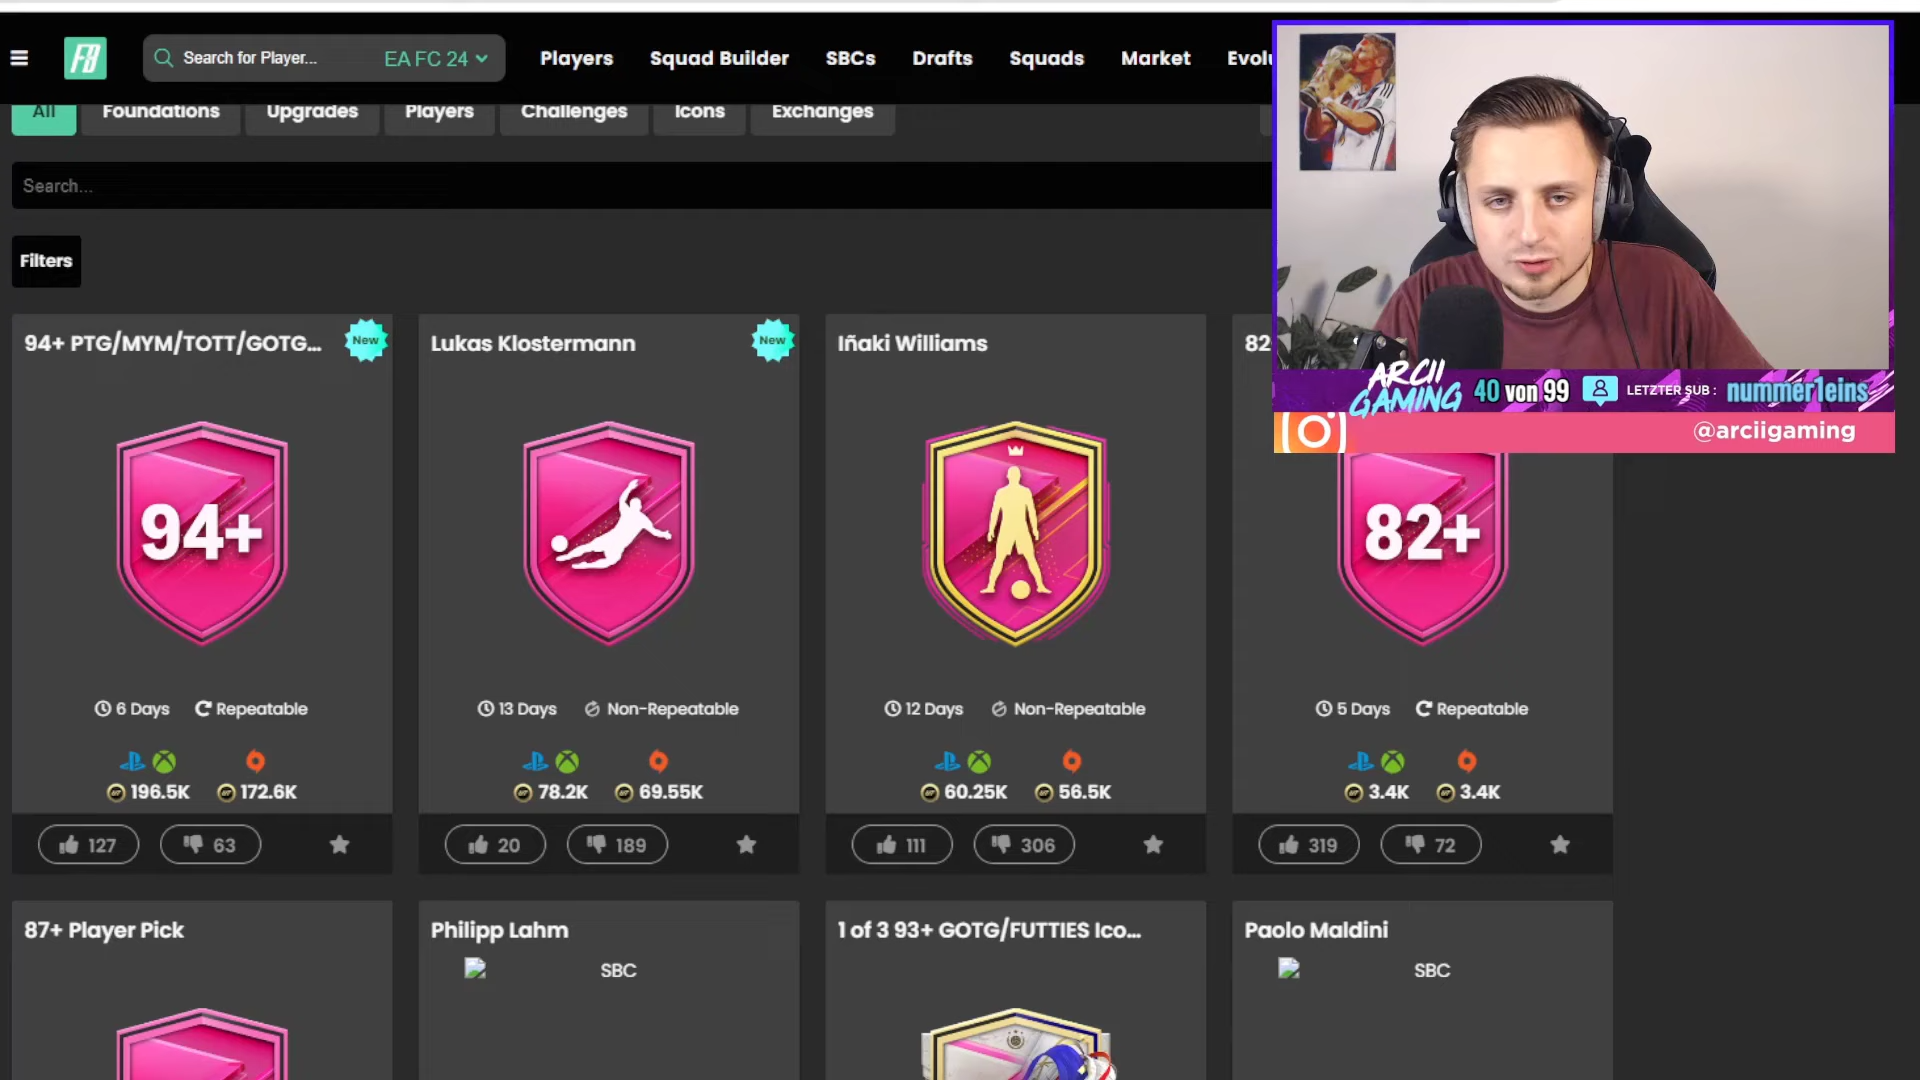 FB
Search for Player...
EA FC 24
Players
Squad Builder
SBCs
Drafts
Squads
Market
Evolu
All
Foundations
Upgrades
Players
Challenges
Icons
Exchanges
Search...
Filters
94+ PTG/MYM/TOTT/GOTG...
New
94+
6 Days
Repeatable
196.5K
172.6K
127
63
Lukas Klostermann
New
13 Days
Non-Repeatable
78.2K
69.55K
20
189
Iñaki Williams
12 Days
Non-Repeatable
60.25K
56.5K
111
306
82
82+
5 Days
Repeatable
3.4K
3.4K
319
72
ARCII
GAMING
40 von 99
LETZTER SUB :
nummer1eins
@arciigaming
87+ Player Pick
Philipp Lahm
SBC
1 of 3 93+ GOTG/FUTTIES Ico...
Paolo Maldini
SBC